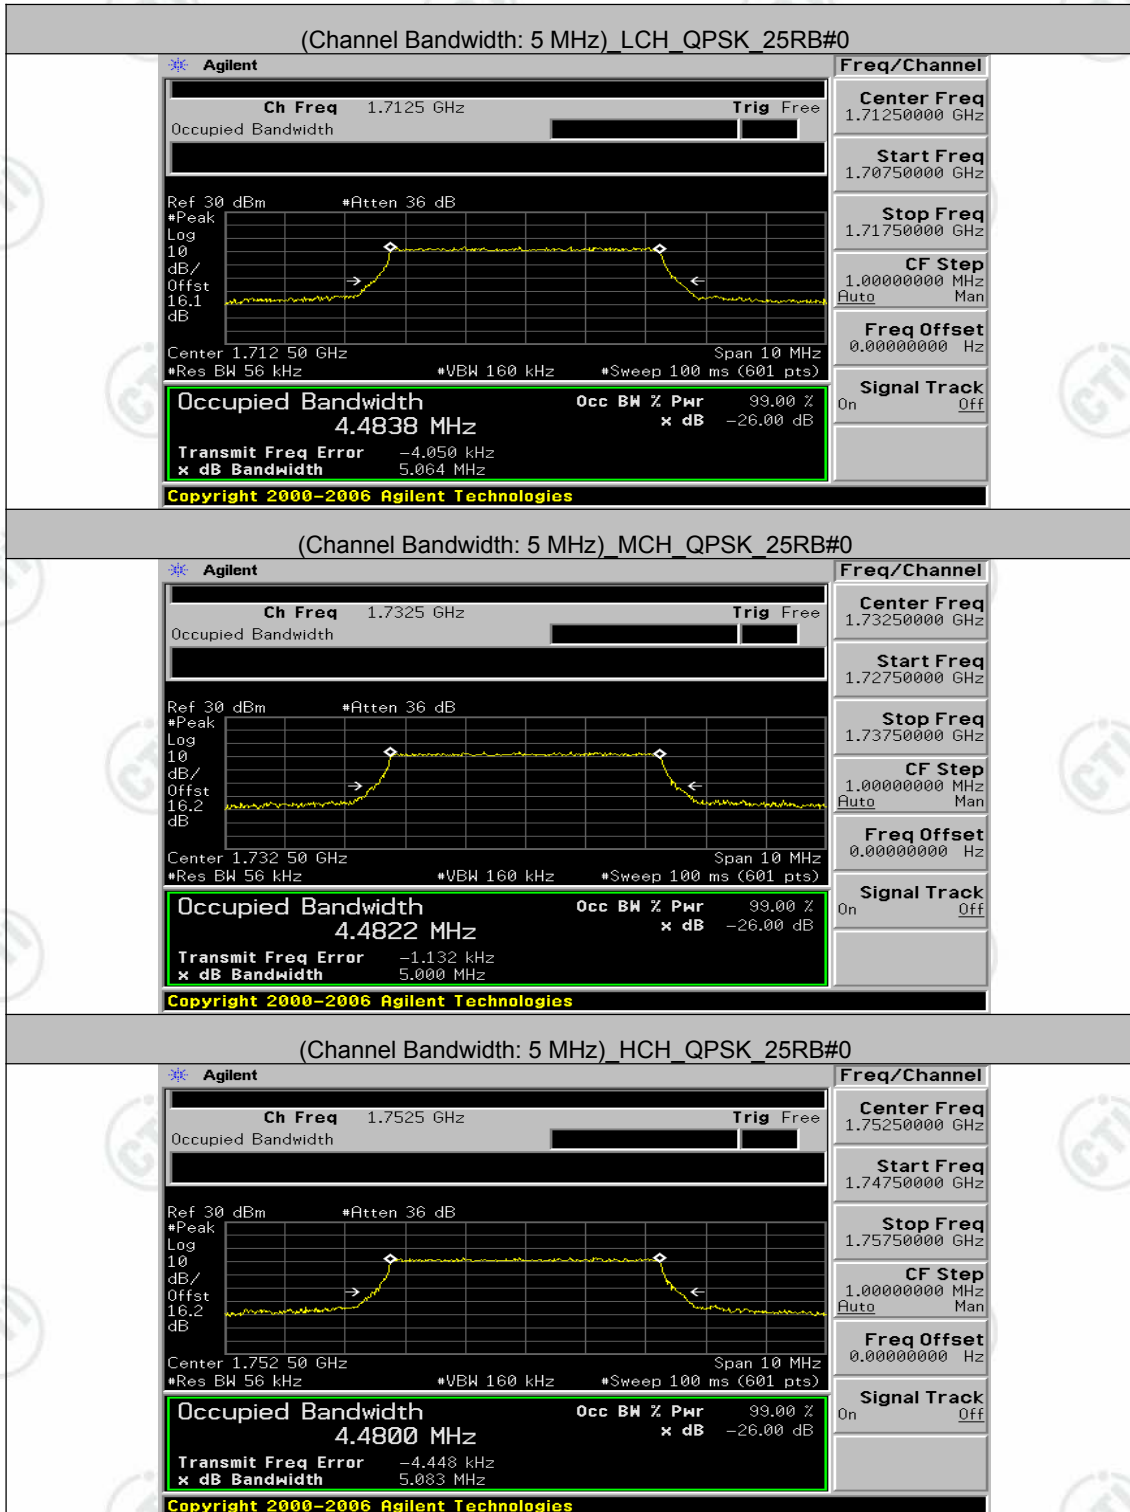 (Channel Bandwidth: 5 MHz)_LCH_QPSK_25RB#0
Agilent
Freq/Channel
Ch Freq 1.7125 GHz Trig Free
Occupied Bandwidth
Center Freq
1.71250000 GHz
Start Freq
1.70750000 GHz
Stop Freq
1.71750000 GHz
CF Step
1.00000000 MHz
Auto Man
Freq Offset
0.00000000 Hz
Signal Track
On Off
Ref 30 dBm #Atten 36 dB
#Peak
Log
10
dB/
Offst
16.1
dB
Center 1.712 50 GHz Span 10 MHz
#Res BW 56 kHz #VBW 160 kHz #Sweep 100 ms (601 pts)
Occupied Bandwidth Occ BW % Pwr 99.00 %
4.4838 MHz x dB -26.00 dB
Transmit Freq Error -4.050 kHz
x dB Bandwidth 5.064 MHz
Copyright 2000-2006 Agilent Technologies
(Channel Bandwidth: 5 MHz)_MCH_QPSK_25RB#0
Agilent
Freq/Channel
Ch Freq 1.7325 GHz Trig Free
Occupied Bandwidth
Center Freq
1.73250000 GHz
Start Freq
1.72750000 GHz
Stop Freq
1.73750000 GHz
CF Step
1.00000000 MHz
Auto Man
Freq Offset
0.00000000 Hz
Signal Track
On Off
Ref 30 dBm #Atten 36 dB
#Peak
Log
10
dB/
Offst
16.2
dB
Center 1.732 50 GHz Span 10 MHz
#Res BW 56 kHz #VBW 160 kHz #Sweep 100 ms (601 pts)
Occupied Bandwidth Occ BW % Pwr 99.00 %
4.4822 MHz x dB -26.00 dB
Transmit Freq Error -1.132 kHz
x dB Bandwidth 5.000 MHz
Copyright 2000-2006 Agilent Technologies
(Channel Bandwidth: 5 MHz)_HCH_QPSK_25RB#0
Agilent
Freq/Channel
Ch Freq 1.7525 GHz Trig Free
Occupied Bandwidth
Center Freq
1.75250000 GHz
Start Freq
1.74750000 GHz
Stop Freq
1.75750000 GHz
CF Step
1.00000000 MHz
Auto Man
Freq Offset
0.00000000 Hz
Signal Track
On Off
Ref 30 dBm #Atten 36 dB
#Peak
Log
10
dB/
Offst
16.2
dB
Center 1.752 50 GHz Span 10 MHz
#Res BW 56 kHz #VBW 160 kHz #Sweep 100 ms (601 pts)
Occupied Bandwidth Occ BW % Pwr 99.00 %
4.4800 MHz x dB -26.00 dB
Transmit Freq Error -4.448 kHz
x dB Bandwidth 5.083 MHz
Copyright 2000-2006 Agilent Technologies
CTI
CTI
CTI
CTI
CTI
CTI